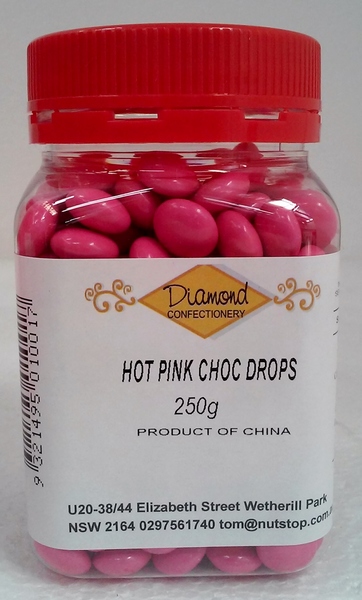 Diamond
CONFECTIONERY
HOT PINK CHOC DROPS
250g
PRODUCT OF CHINA
U20-38/44 Elizabeth Street Wetherill Park
NSW 2164 0297561740 tom@nutstop.com.
9 321495 010017